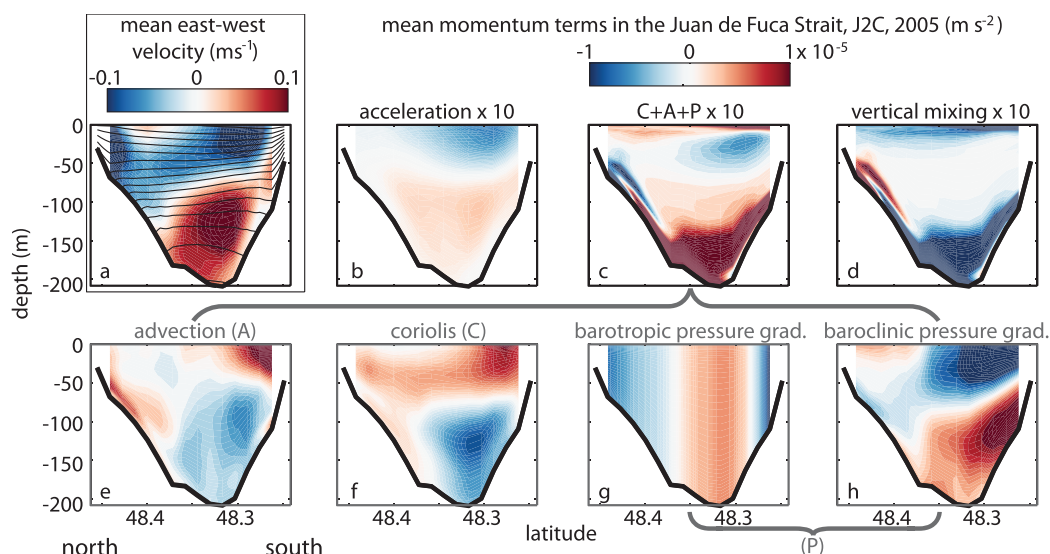 mean east-west
velocity (ms-1)
-0.1 0 0.1
mean momentum terms in the Juan de Fuca Strait, J2C, 2005 (m s-2)
-1 0 1 x 10-5
acceleration x 10
C+A+P x 10
vertical mixing x 10
depth (m)
0
-50
-100
-150
-200
a
b
c
d
advection (A)
coriolis (C)
barotropic pressure grad.
baroclinic pressure grad.
0
-50
-100
-150
-200
e
f
g
h
48.4 48.3
48.4 48.3
48.4 48.3
48.4 48.3
north south
latitude
(P)